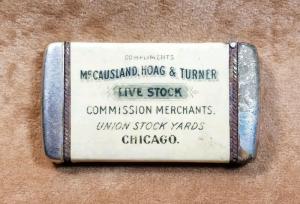 COMPLIMENTS
McCAUSLAND, HOAG & TURNER
LIVE STOCK
COMMISSION MERCHANTS.
UNION STOCK YARDS
CHICAGO.